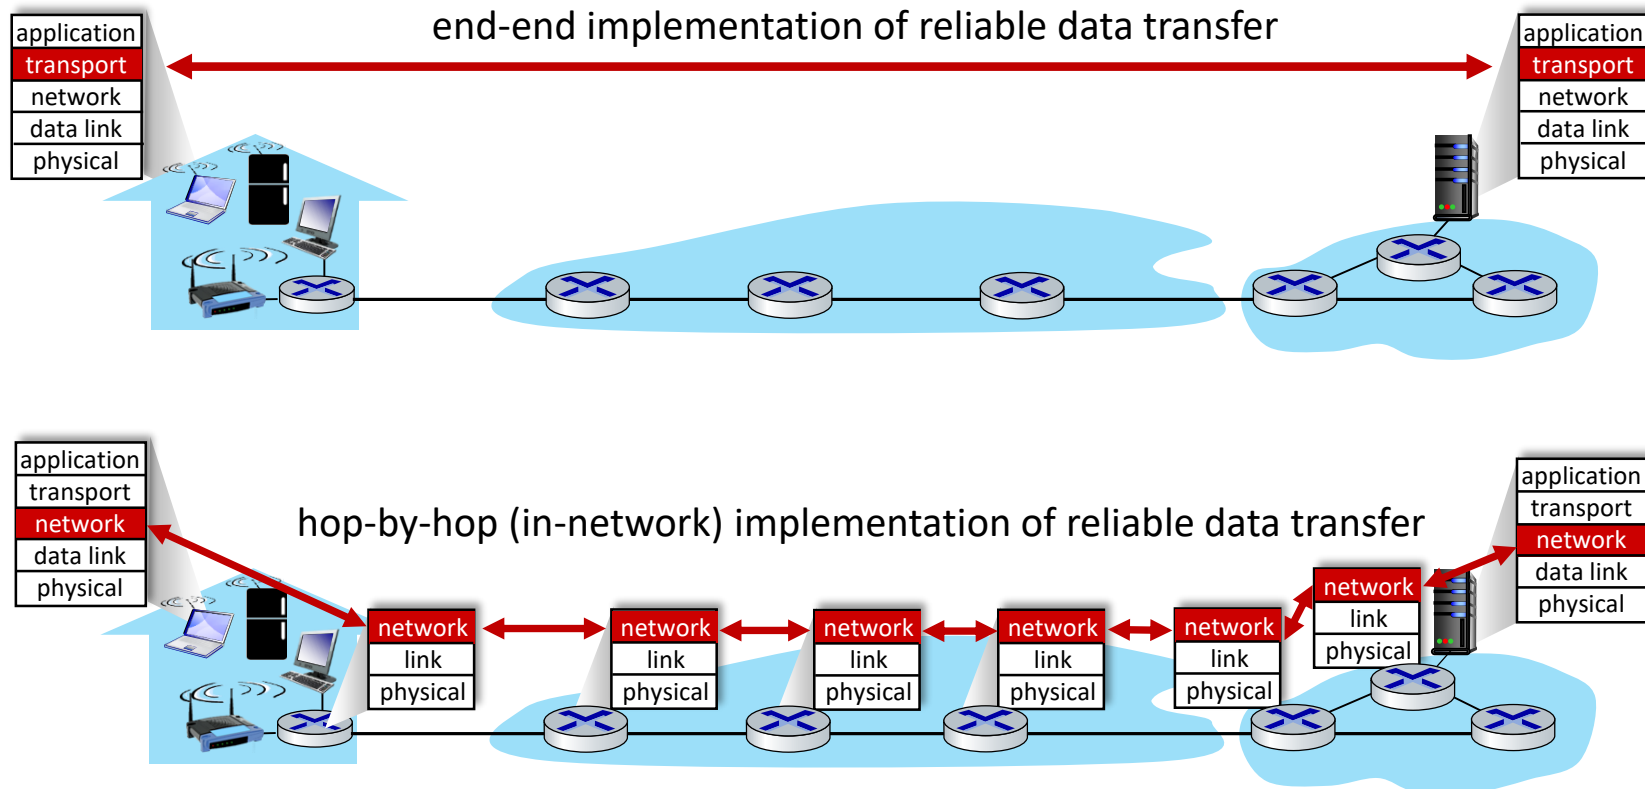 end-end implementation of reliable data transfer
application
transport
network
data link
physical
application
transport
network
data link
physical
hop-by-hop (in-network) implementation of reliable data transfer
application
transport
network
data link
physical
network
link
physical
network
link
physical
network
link
physical
network
link
physical
network
link
physical
network
link
physical
application
transport
network
data link
physical